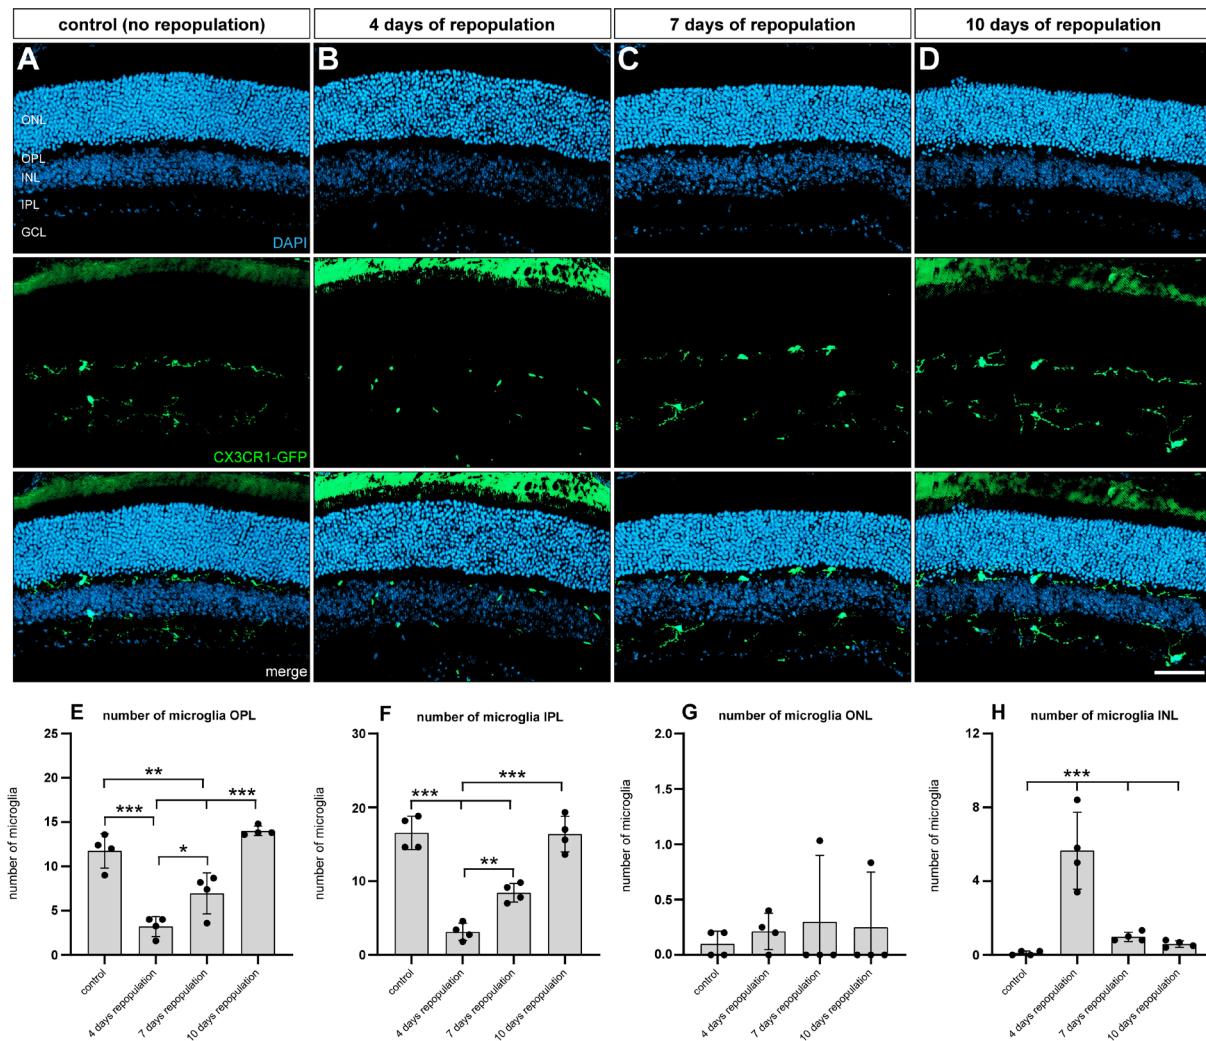 control (no repopulation)
4 days of repopulation
7 days of repopulation
10 days of repopulation
A
B
C
D
ONL
OPL
INL
IPL
GCL
DAPI
CX3CR1-GFP
merge
E
number of microglia OPL
number of microglia
25
20
15
10
5
0
**
***
***
*
control
4 days repopulation
7 days repopulation
10 days repopulation
F
number of microglia IPL
number of microglia
30
20
10
0
***
***
**
control
4 days repopulation
7 days repopulation
10 days repopulation
G
number of microglia ONL
number of microglia
2.0
1.5
1.0
0.5
0.0
control
4 days repopulation
7 days repopulation
10 days repopulation
H
number of microglia INL
number of microglia
12
8
4
0
***
control
4 days repopulation
7 days repopulation
10 days repopulation